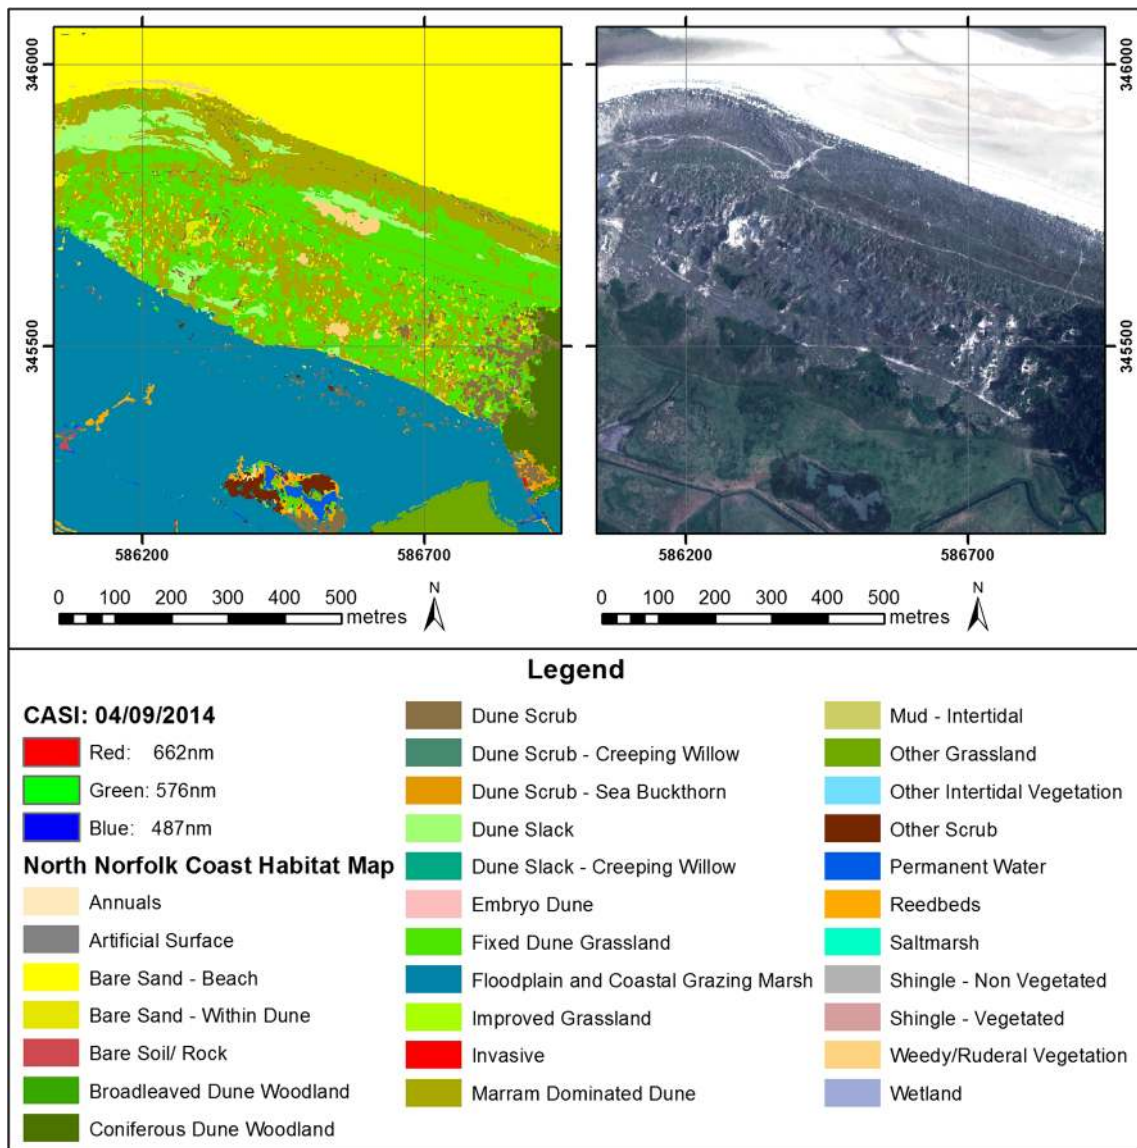 346000
346000
345500
345500
586200 586700
586200 586700
N
N
0 100 200 300 400 500 metres
0 100 200 300 400 500 metres
Legend
CASI: 04/09/2014
Red: 662nm
Green: 576nm
Blue: 487nm
North Norfolk Coast Habitat Map
Annuals
Artificial Surface
Bare Sand - Beach
Bare Sand - Within Dune
Bare Soil/ Rock
Broadleaved Dune Woodland
Coniferous Dune Woodland
Dune Scrub
Dune Scrub - Creeping Willow
Dune Scrub - Sea Buckthorn
Dune Slack
Dune Slack - Creeping Willow
Embryo Dune
Fixed Dune Grassland
Floodplain and Coastal Grazing Marsh
Improved Grassland
Invasive
Marram Dominated Dune
Mud - Intertidal
Other Grassland
Other Intertidal Vegetation
Other Scrub
Permanent Water
Reedbeds
Saltmarsh
Shingle - Non Vegetated
Shingle - Vegetated
Weedy/Ruderal Vegetation
Wetland